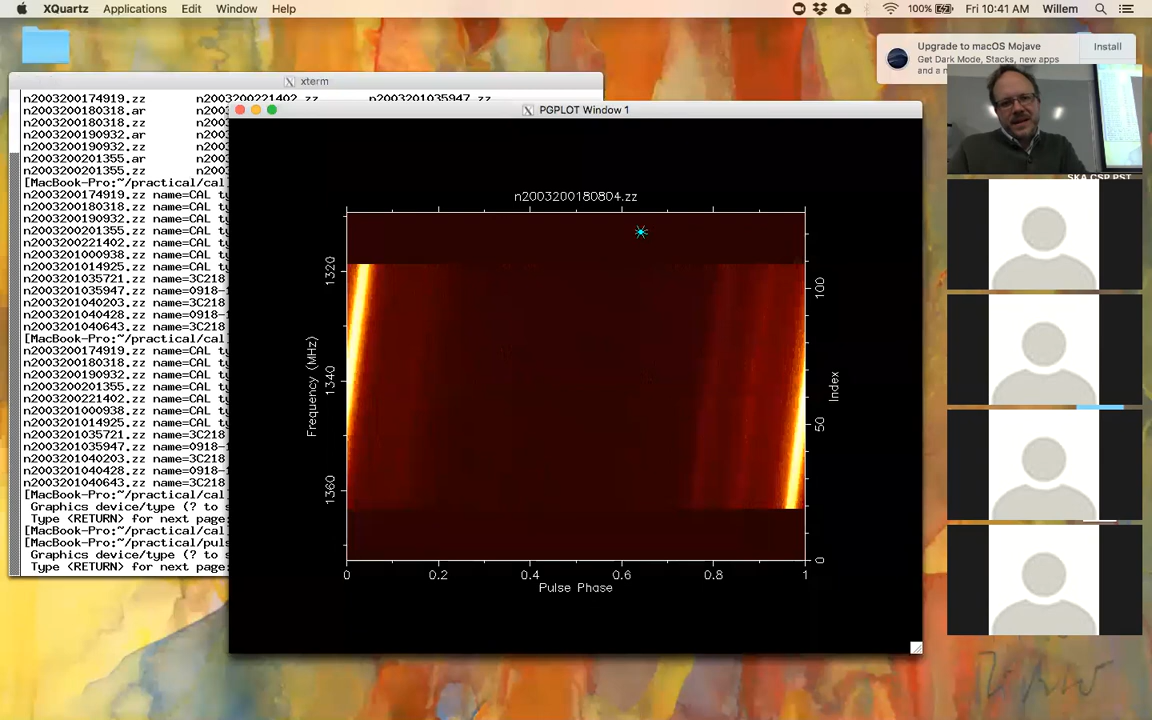 XQuartz Applications Edit Window Help 100% Fri 10:41 AM Willem
Upgrade to macOS Mojave
Get Dark Mode, Stacks, new apps
and a
Install
xterm
n2003200174919.zz n2003200221402.zz n2003201035947.zz
n2003200180318.ar
n2003200180318.zz
n2003200190932.ar
n2003200190932.zz
n2003200201355.ar
n2003200201355.zz
[MacBook-Pro:~/practical/cal]
n2003200174919.zz name=CAL
n2003200180318.zz name=CAL
n2003200190932.zz name=CAL
n2003200201355.zz name=CAL
n2003200221402.zz name=CAL
n2003201000938.zz name=CAL
n2003201014925.zz name=CAL
n2003201035721.zz name=3C218
n2003201035947.zz name=0918-
n2003201040203.zz name=3C218
n2003201040428.zz name=0918-
n2003201040643.zz name=3C218
[MacBook-Pro:~/practical/cal]
n2003200174919.zz name=CAL
n2003200180318.zz name=CAL
n2003200190932.zz name=CAL
n2003200201355.zz name=CAL
n2003200221402.zz name=CAL
n2003201000938.zz name=CAL
n2003201014925.zz name=CAL
n2003201035721.zz name=3C218
n2003201035947.zz name=0918-
n2003201040203.zz name=3C218
n2003201040428.zz name=0918-
n2003201040643.zz name=3C218
[MacBook-Pro:~/practical/cal]
Graphics device/type (? to
Type <RETURN> for next page:
[MacBook-Pro:~/practical/cal]
[MacBook-Pro:~/practical/puls
Graphics device/type (? to
Type <RETURN> for next page:
PGPLOT Window 1
n2003200180804.zz
1320
1340
1360
Frequency (MHz)
100
50
0
Index
0 0.2 0.4 0.6 0.8 1
Pulse Phase
SKA CSP PST